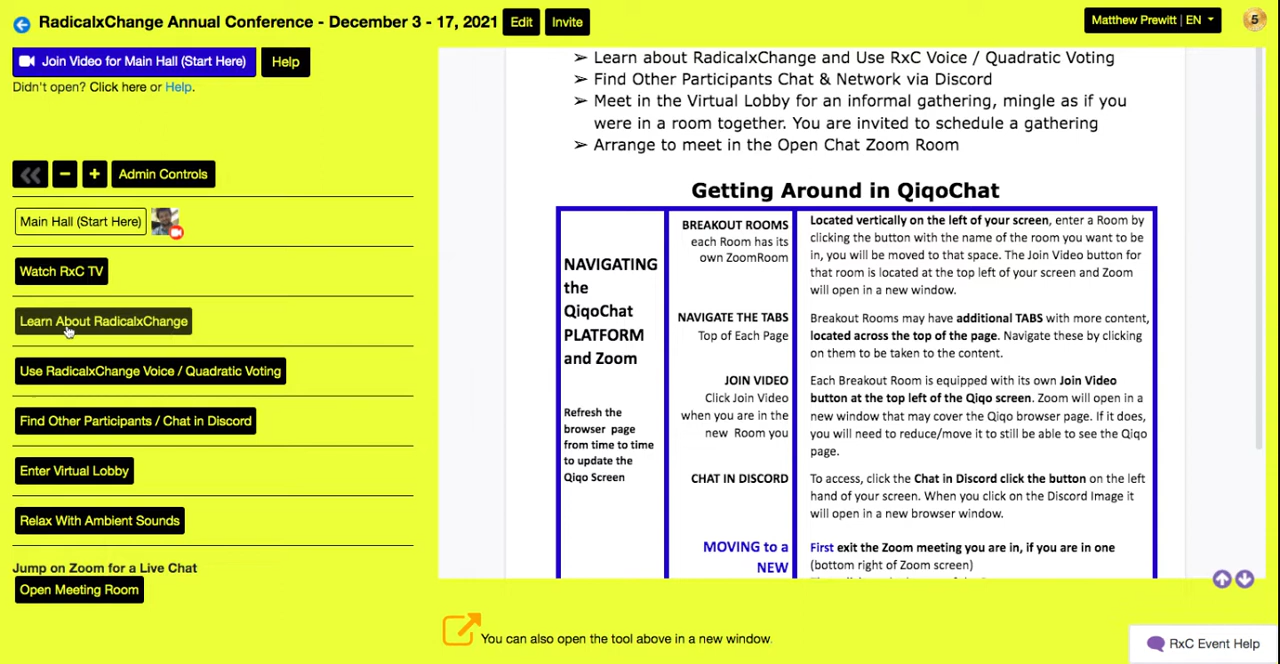 RadicalxChange Annual Conference - December 3 - 17, 2021 Edit Invite
Matthew Prewitt | EN
5
Join Video for Main Hall (Start Here) Help
Didn't open? Click here or Help.
Admin Controls
Main Hall (Start Here)
Watch RxC TV
Learn About RadicalxChange
Use RadicalxChange Voice / Quadratic Voting
Find Other Participants / Chat in Discord
Enter Virtual Lobby
Relax With Ambient Sounds
Jump on Zoom for a Live Chat
Open Meeting Room
➢ Learn about RadicalxChange and Use RxC Voice / Quadratic Voting
➢ Find Other Participants Chat & Network via Discord
➢ Meet in the Virtual Lobby for an informal gathering, mingle as if you
were in a room together. You are invited to schedule a gathering
➢ Arrange to meet in the Open Chat Zoom Room
Getting Around in QiqoChat
NAVIGATING
the
QiqoChat
PLATFORM
and Zoom
Refresh the
browser page
from time to time
to update the
Qiqo Screen
BREAKOUT ROOMS
each Room has its
own ZoomRoom
Located vertically on the left of your screen, enter a Room by
clicking the button with the name of the room you want to be
in, you will be moved to that space. The Join Video button for
that room is located at the top left of your screen and Zoom
will open in a new window.
NAVIGATE THE TABS
Top of Each Page
Breakout Rooms may have additional TABS with more content,
located across the top of the page. Navigate these by clicking
on them to be taken to the content.
JOIN VIDEO
Click Join Video
when you are in the
new Room you
Each Breakout Room is equipped with its own Join Video
button at the top left of the Qiqo screen. Zoom will open in a
new window that may cover the Qiqo browser page. If it does,
you will need to reduce/move it to still be able to see the Qiqo
page.
CHAT IN DISCORD
To access, click the Chat in Discord click the button on the left
hand of your screen. When you click on the Discord Image it
will open in a new browser window.
MOVING to a
NEW
First exit the Zoom meeting you are in, if you are in one
(bottom right of Zoom screen)
You can also open the tool above in a new window.
RxC Event Help